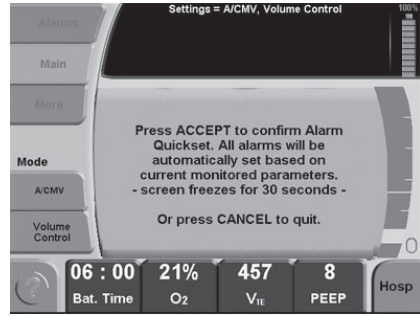 Settings = A/CMV, Volume Control
100%
Alarms
Main
More
Mode
A/CMV
Volume
Control
Press ACCEPT to confirm Alarm
Quickset. All alarms will be
automatically set based on
current monitored parameters.
- screen freezes for 30 seconds -
Or press CANCEL to quit.
0
06 : 00
Bat. Time
21%
O2
457
VTE
8
PEEP
Hosp
?